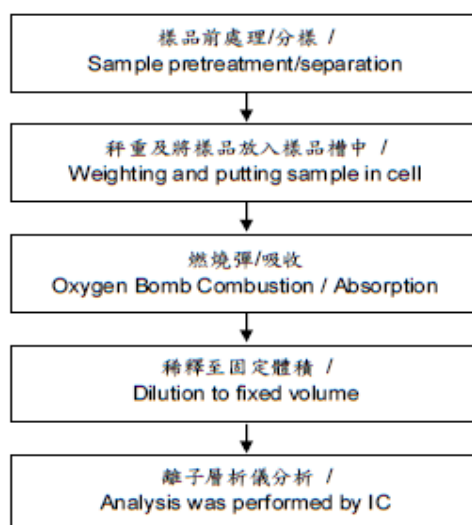 樣品前處理/分樣 /
Sample pretreatment/separation
秤重及將樣品放入樣品槽中 /
Weighting and putting sample in cell
燃燒彈/吸收
Oxygen Bomb Combustion / Absorption
稀釋至固定體積 /
Dilution to fixed volume
離子層析儀分析 /
Analysis was performed by IC